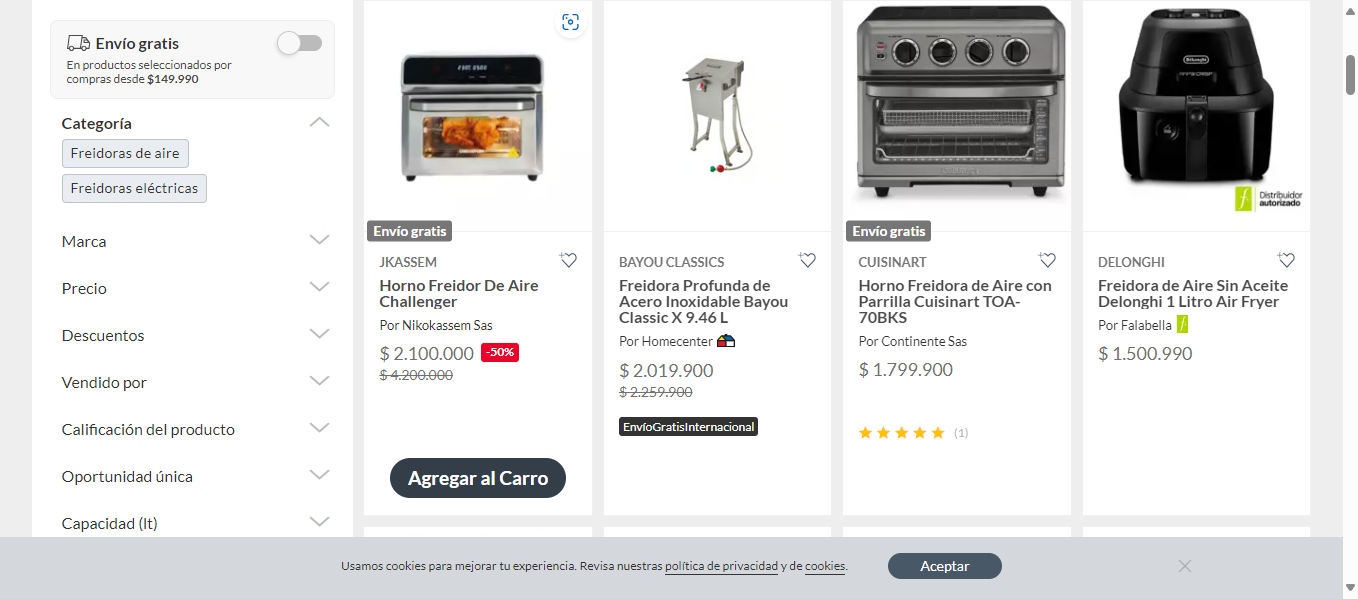 Envío gratis
En productos seleccionados por
compras desde $149.990
Categoría
Freidoras de aire
Freidoras eléctricas
Marca
Precio
Descuentos
Vendido por
Calificación del producto
Oportunidad única
Capacidad (lt)
Envío gratis
JKASSEM
Horno Freidor De Aire
Challenger
Por Nikokassem Sas
$ 2.100.000 -50%
$ 4.200.000
Agregar al Carro
BAYOU CLASSICS
Freidora Profunda de
Acero Inoxidable Bayou
Classic X 9.46 L
Por Homecenter
$ 2.019.900
$ 2.259.900
EnvíoGratisInternacional
Envío gratis
CUISINART
Horno Freidora de Aire con
Parrilla Cuisinart TOA-
70BKS
Por Continente Sas
$ 1.799.900
(1)
DeLonghi
f Distribuidor
autorizado
DELONGHI
Freidora de Aire Sin Aceite
Delonghi 1 Litro Air Fryer
Por Falabella f
$ 1.500.990
Usamos cookies para mejorar tu experiencia. Revisa nuestras política de privacidad y de cookies.
Aceptar